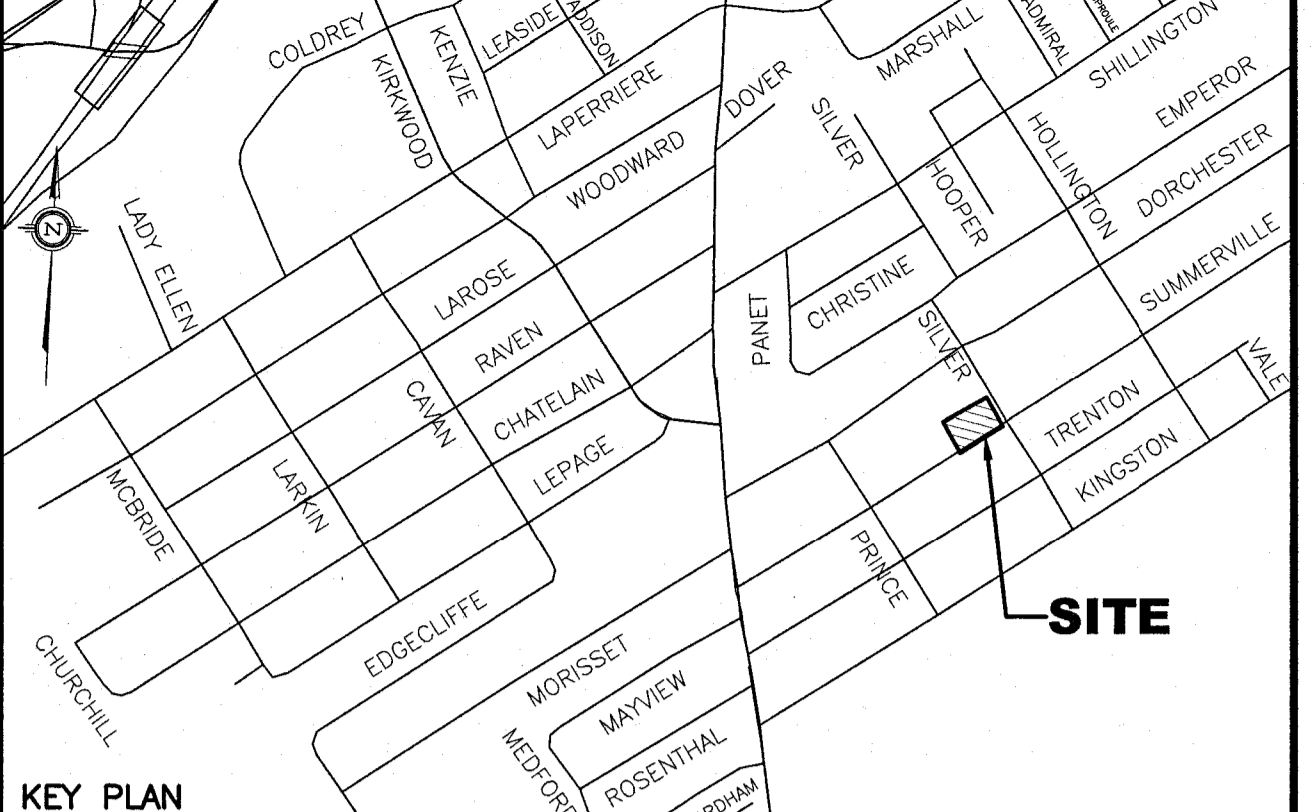 COLDREY
KIRKWOOD
KENZIE
LEASIDE
ADDISON
LAPERRIERE
WOODWARD
DOVER
MARSHALL
ADMIRAL
SHILLINGTON
SILVER
HOOPER
HOLLINGTON
EMPEROR
DORCHESTER
SUMMERVILLE
N
LADY ELLEN
LAROSE
RAVEN
CHATELAIN
LEPAGE
CAVAN
LARKIN
MCBRIDE
PANET
CHRISTINE
SILVER
TRENTON
KINGSTON
VALE
PRINCE
SITE
CHURCHILL
EDGECLIFFE
MORISSET
MAYVIEW
MEDFORD
ROSENTHAL
RDHAM
KEY PLAN